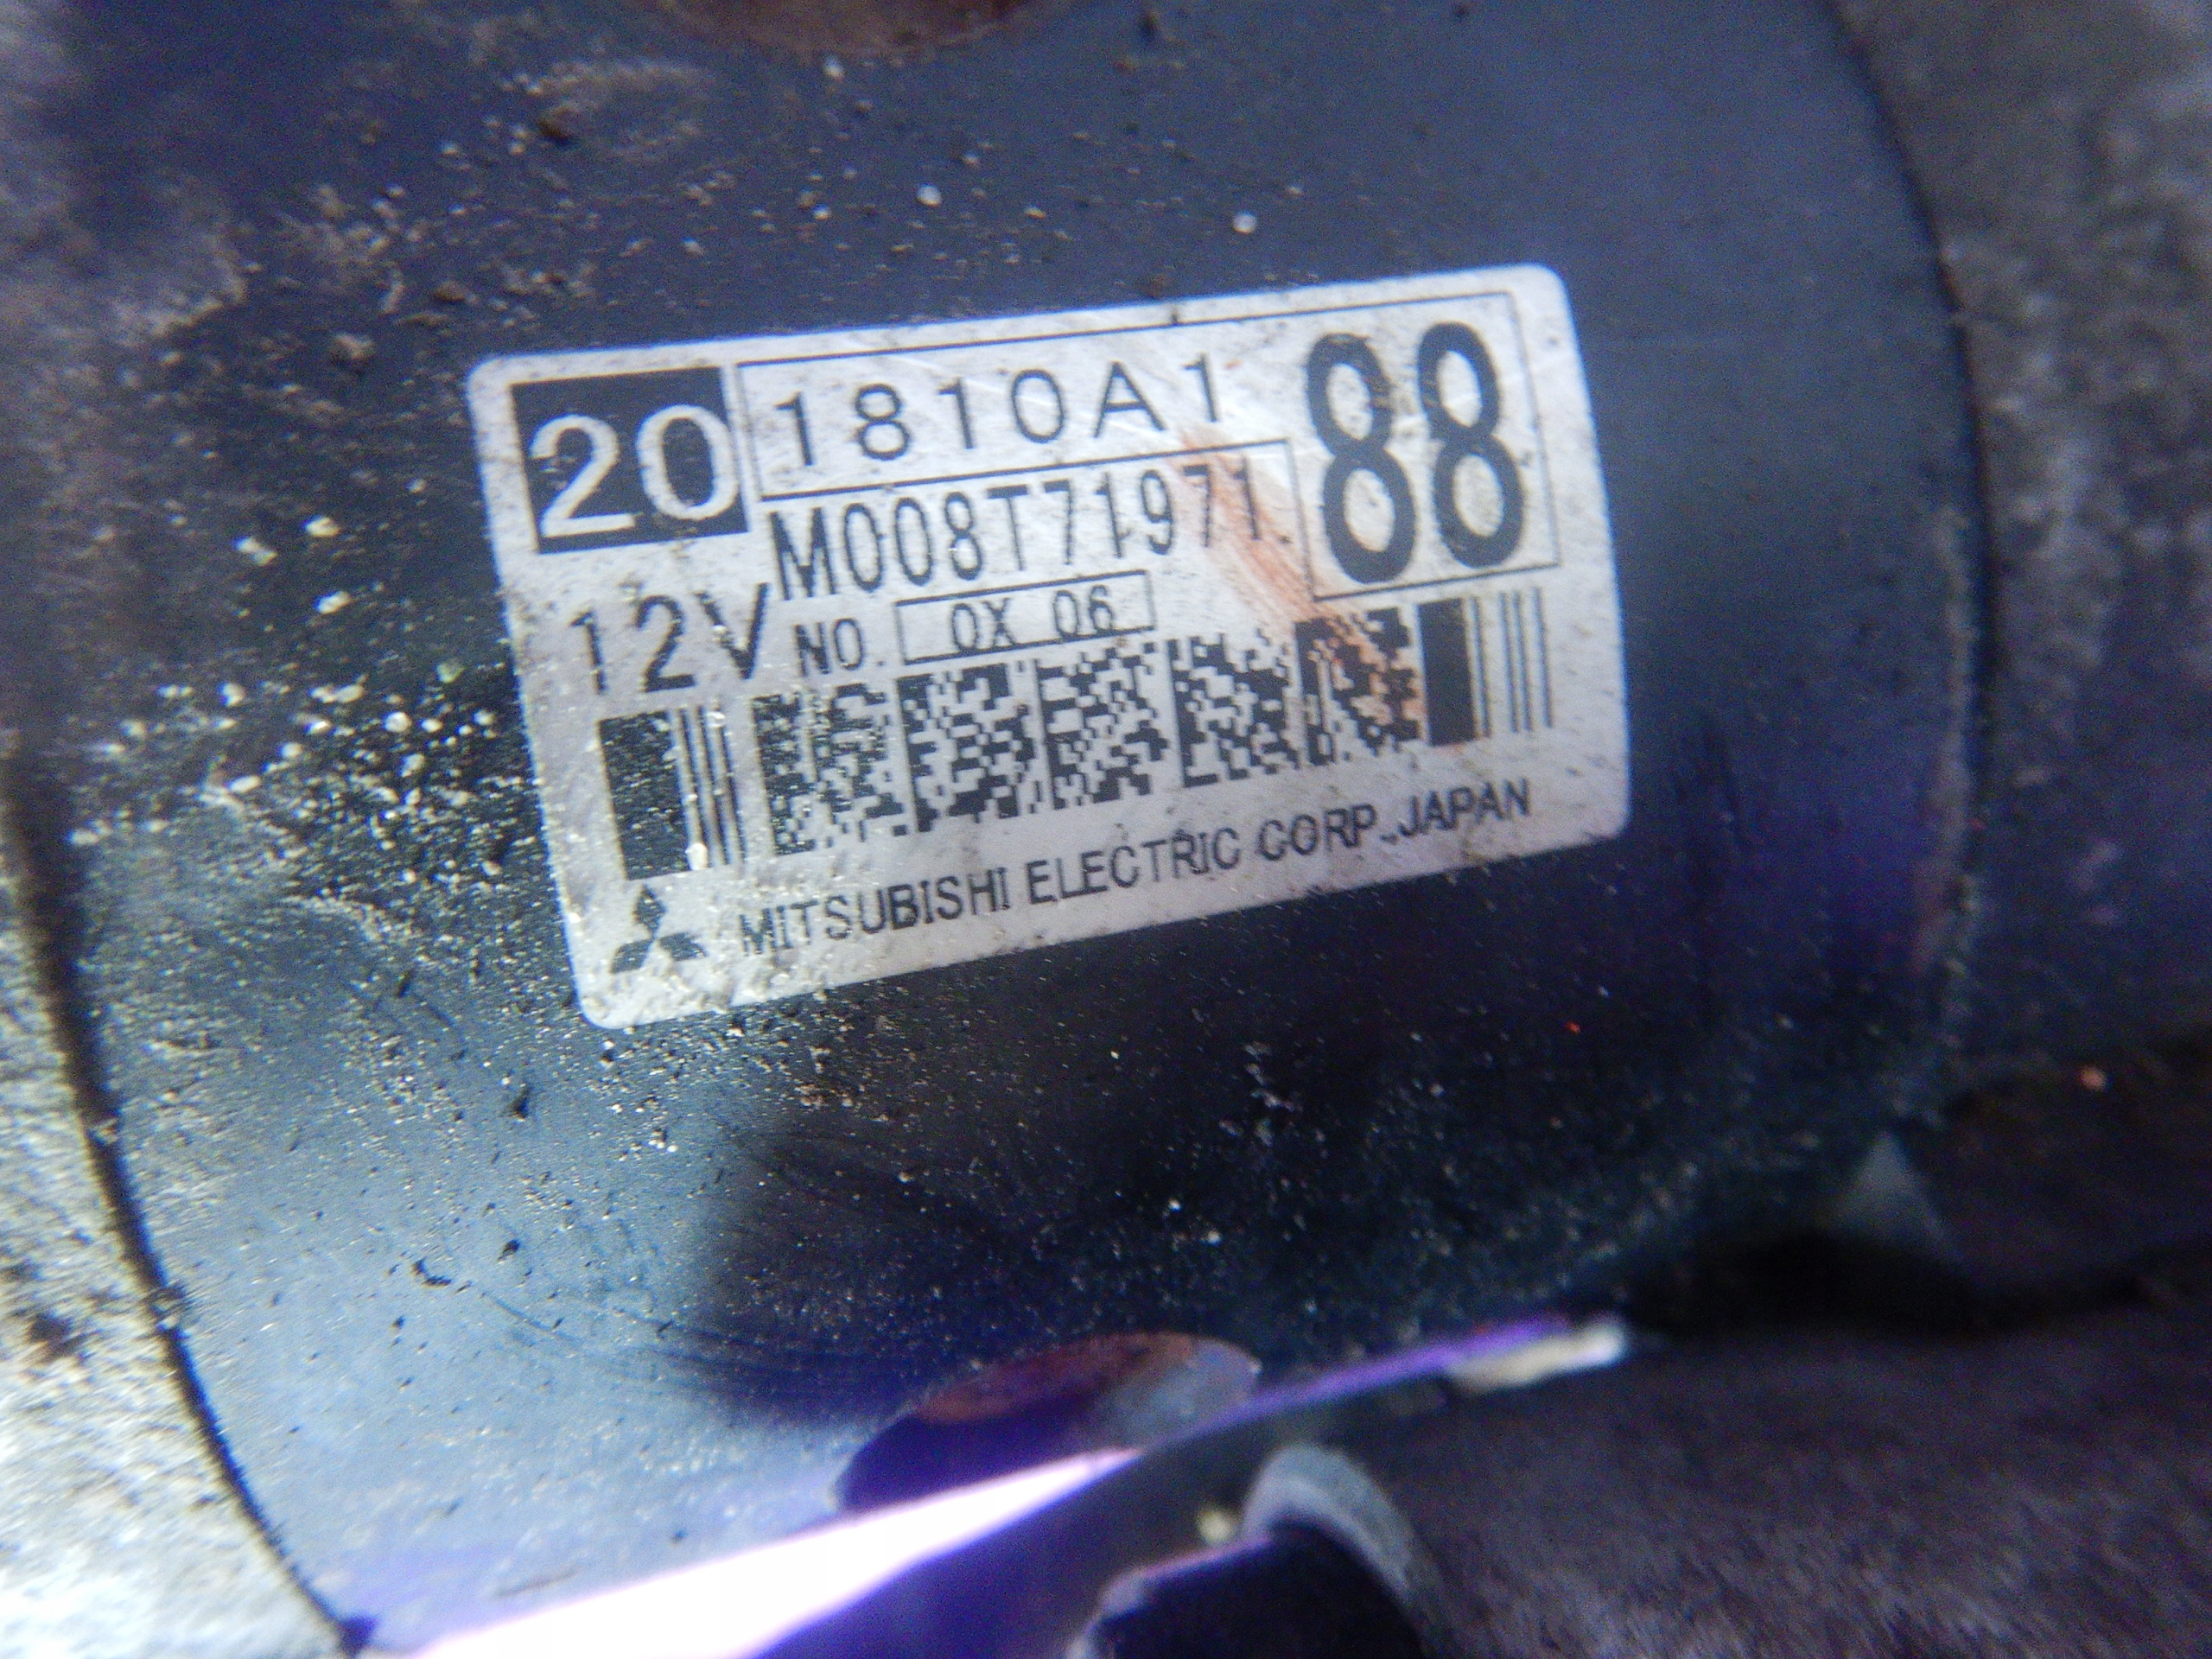 20 1810A1 88
M008T71971
12V NO. 0X 06
MITSUBISHI ELECTRIC CORP. JAPAN